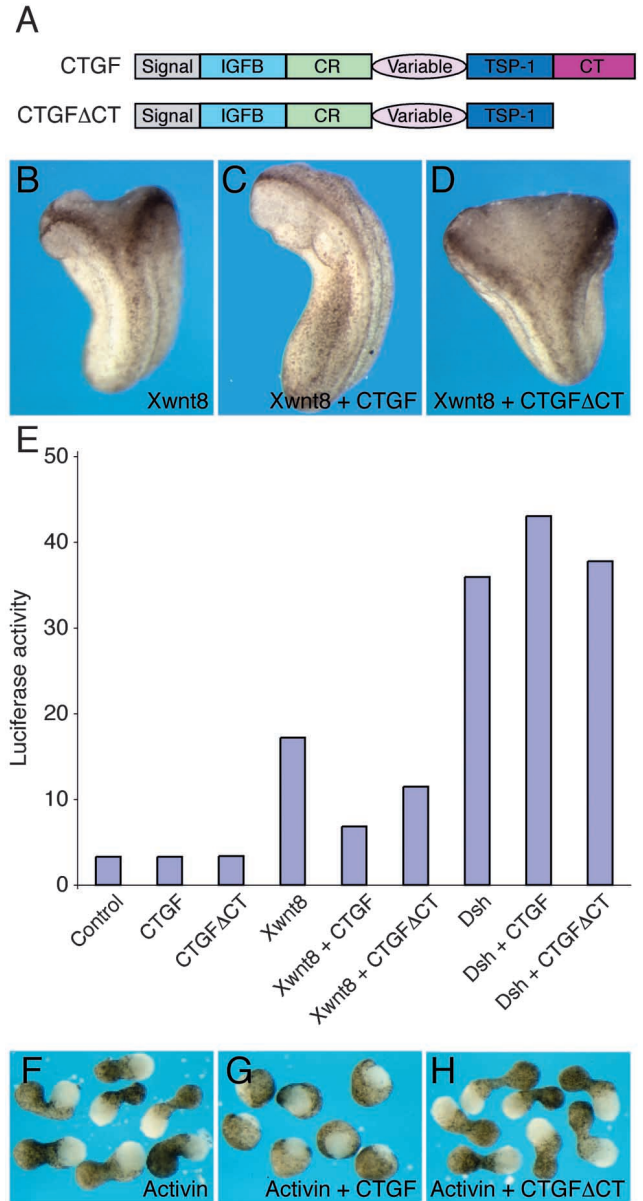 A
CTGF Signal IGFB CR Variable TSP-1 CT
CTGFΔCT Signal IGFB CR Variable TSP-1
B C D
Xwnt8 Xwnt8 + CTGF Xwnt8 + CTGFΔCT
E
Luciferase activity
50
40
30
20
10
0
Control
CTGF
CTGFΔCT
Xwnt8
Xwnt8 + CTGF
Xwnt8 + CTGFΔCT
Dsh
Dsh + CTGF
Dsh + CTGFΔCT
F G H
Activin Activin + CTGF Activin + CTGFΔCT